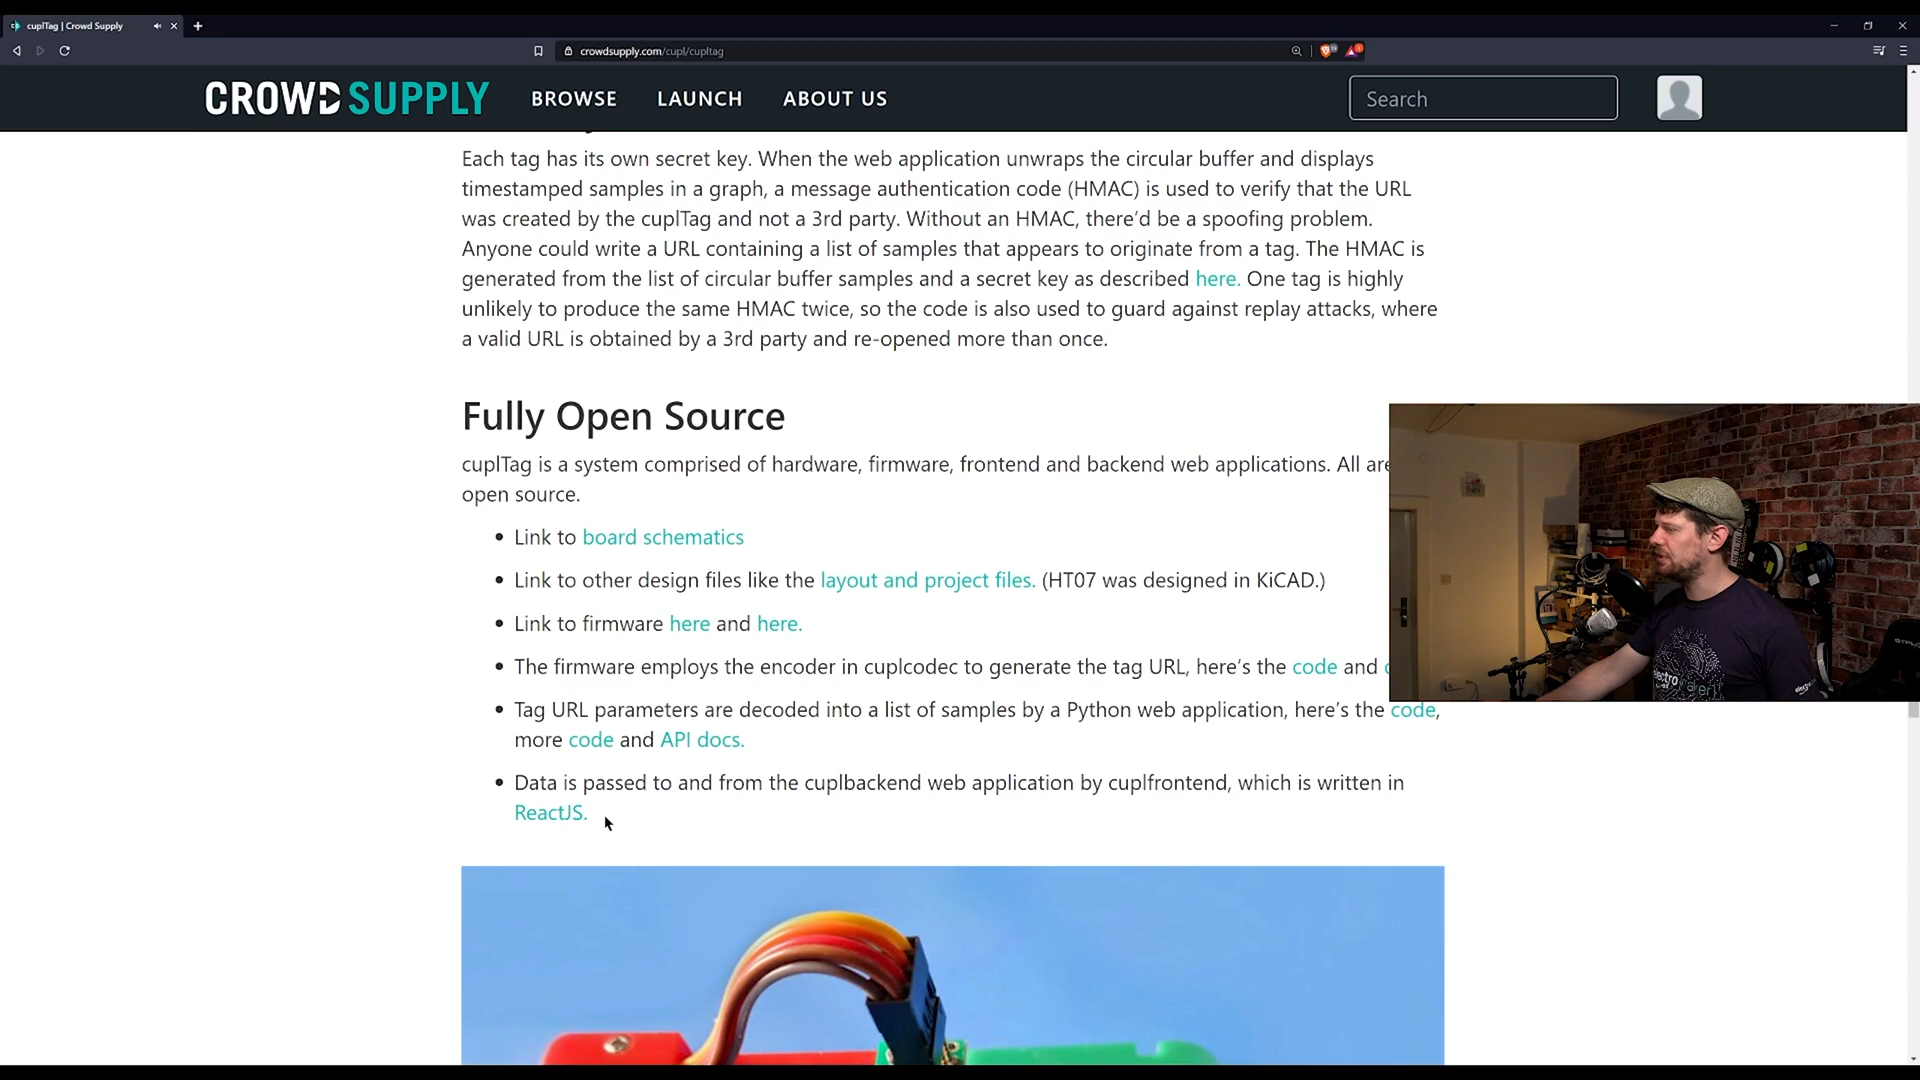 cuplTag | Crowd Supply
crowdsupply.com/cupl/cupltag
CROWD SUPPLY BROWSE LAUNCH ABOUT US Search
Each tag has its own secret key. When the web application unwraps the circular buffer and displays
timestamped samples in a graph, a message authentication code (HMAC) is used to verify that the URL
was created by the cuplTag and not a 3rd party. Without an HMAC, there’d be a spoofing problem.
Anyone could write a URL containing a list of samples that appears to originate from a tag. The HMAC is
generated from the list of circular buffer samples and a secret key as described here. One tag is highly
unlikely to produce the same HMAC twice, so the code is also used to guard against replay attacks, where
a valid URL is obtained by a 3rd party and re-opened more than once.
Fully Open Source
cuplTag is a system comprised of hardware, firmware, frontend and backend web applications. All are
open source.
• Link to board schematics
• Link to other design files like the layout and project files. (HT07 was designed in KiCAD.)
• Link to firmware here and here.
• The firmware employs the encoder in cuplcodec to generate the tag URL, here’s the code and
• Tag URL parameters are decoded into a list of samples by a Python web application, here’s the code,
more code and API docs.
• Data is passed to and from the cuplbackend web application by cuplfrontend, which is written in
ReactJS.